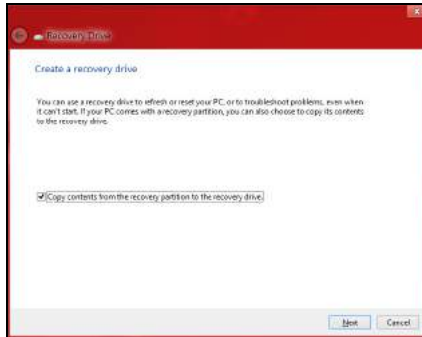 Recovery Drive
Create a recovery drive
You can use a recovery drive to refresh or reset your PC, or to troubleshoot problems, even when
it can't start. If your PC comes with a recovery partition, you can also choose to copy its contents
to the recovery drive.
Copy contents from the recovery partition to the recovery drive.
Next Cancel